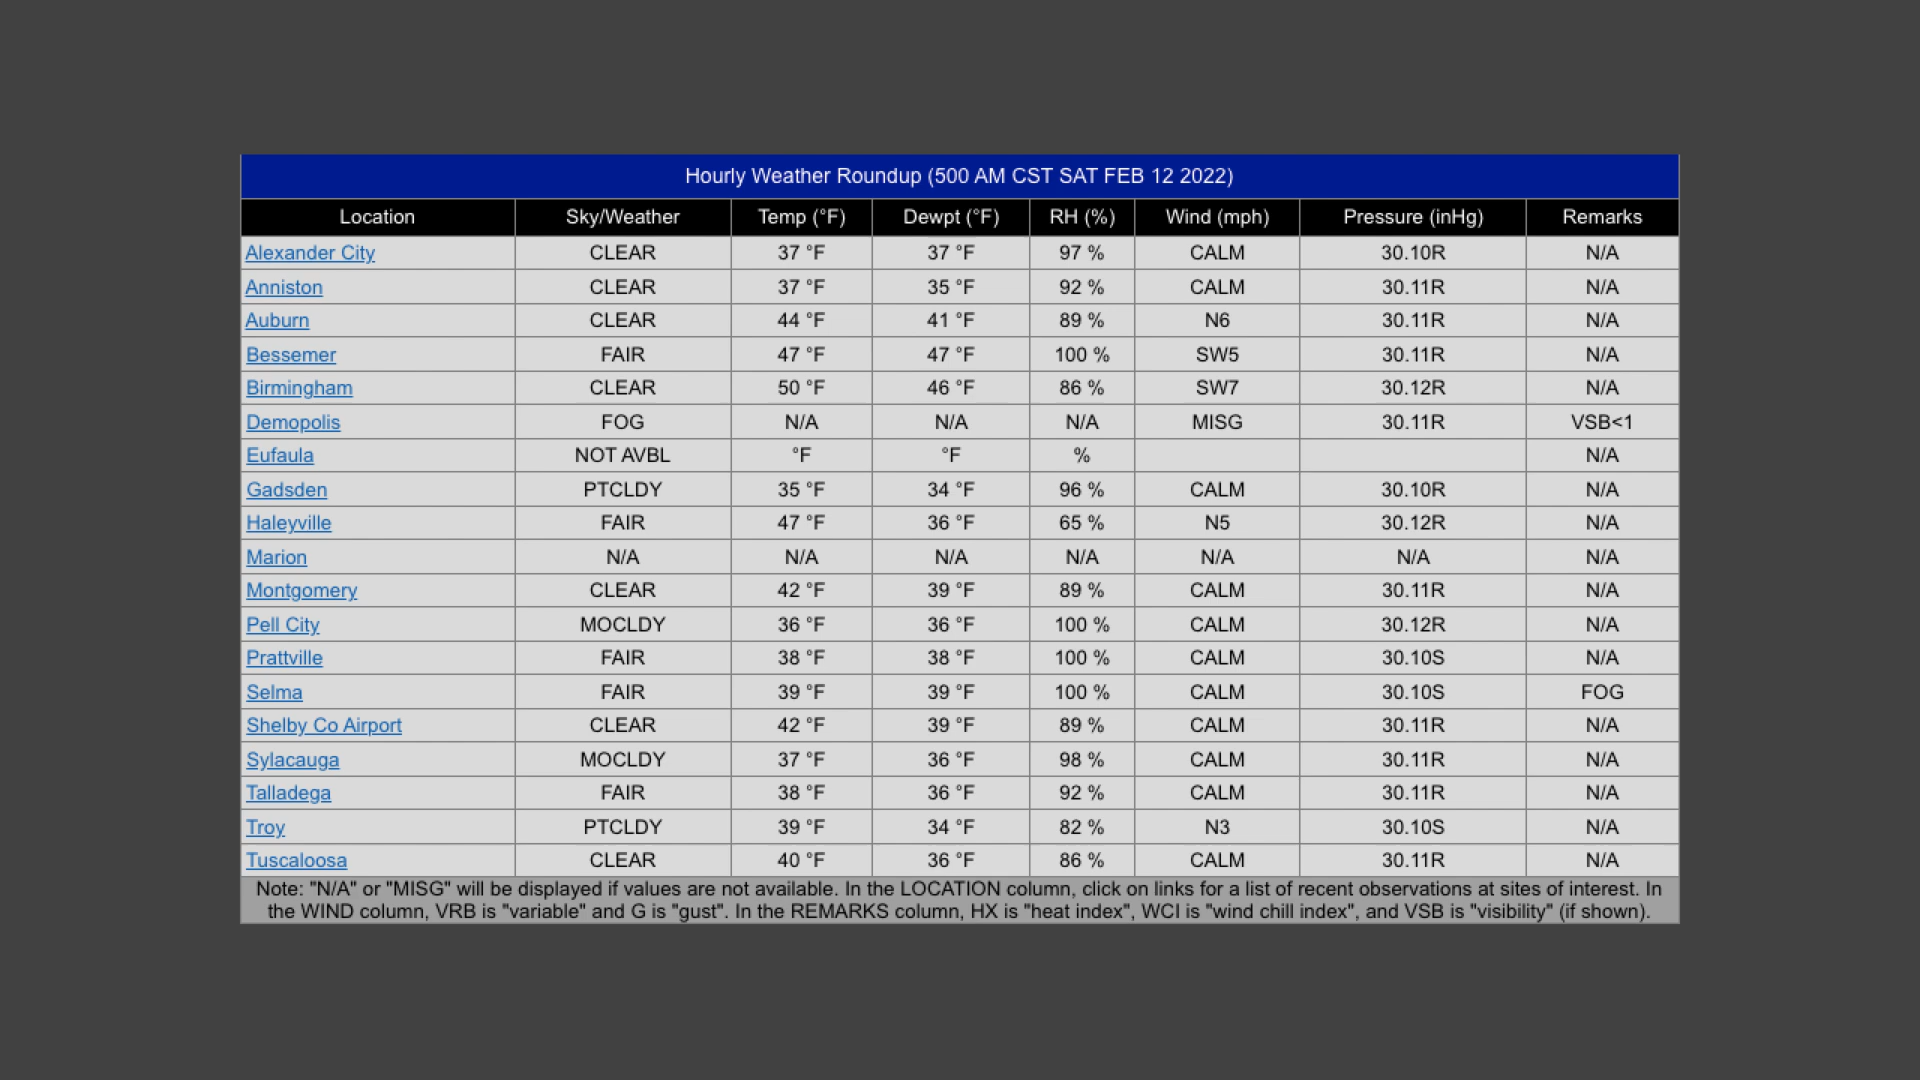 Hourly Weather Roundup (500 AM CST SAT FEB 12 2022)
Location Sky/Weather Temp (°F) Dewpt (°F) RH (%) Wind (mph) Pressure (inHg) Remarks
Alexander City CLEAR 37 °F 37 °F 97 % CALM 30.10R N/A
Anniston CLEAR 37 °F 35 °F 92 % CALM 30.11R N/A
Auburn CLEAR 44 °F 41 °F 89 % N6 30.11R N/A
Bessemer FAIR 47 °F 47 °F 100 % SW5 30.11R N/A
Birmingham CLEAR 50 °F 46 °F 86 % SW7 30.12R N/A
Demopolis FOG N/A N/A N/A MISG 30.11R VSB<1
Eufaula NOT AVBL °F °F % N/A
Gadsden PTCLDY 35 °F 34 °F 96 % CALM 30.10R N/A
Haleyville FAIR 47 °F 36 °F 65 % N5 30.12R N/A
Marion N/A N/A N/A N/A N/A N/A N/A
Montgomery CLEAR 42 °F 39 °F 89 % CALM 30.11R N/A
Pell City MOCLDY 36 °F 36 °F 100 % CALM 30.12R N/A
Prattville FAIR 38 °F 38 °F 100 % CALM 30.10S N/A
Selma FAIR 39 °F 39 °F 100 % CALM 30.10S FOG
Shelby Co Airport CLEAR 42 °F 39 °F 89 % CALM 30.11R N/A
Sylacauga MOCLDY 37 °F 36 °F 98 % CALM 30.11R N/A
Talladega FAIR 38 °F 36 °F 92 % CALM 30.11R N/A
Troy PTCLDY 39 °F 34 °F 82 % N3 30.10S N/A
Tuscaloosa CLEAR 40 °F 36 °F 86 % CALM 30.11R N/A
Note: "N/A" or "MISG" will be displayed if values are not available. In the LOCATION column, click on links for a list of recent observations at sites of interest. In
the WIND column, VRB is "variable" and G is "gust". In the REMARKS column, HX is "heat index", WCI is "wind chill index", and VSB is "visibility" (if shown).